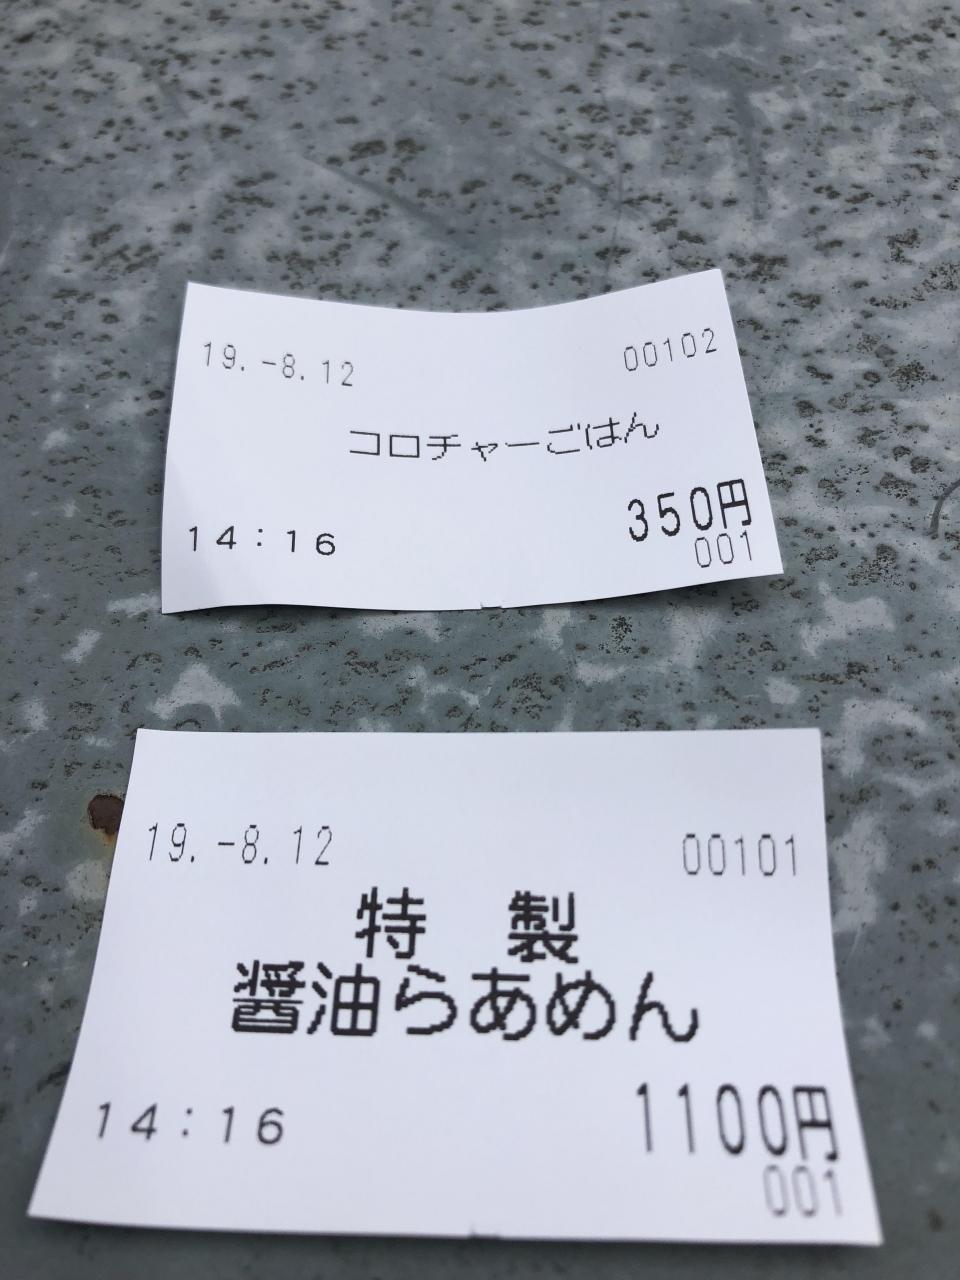 19.-8.12 00102
コロチャーごはん
350円
14:16 001
19.-8.12 00101
特 製
醤油らあめん
14:16 1100円
001